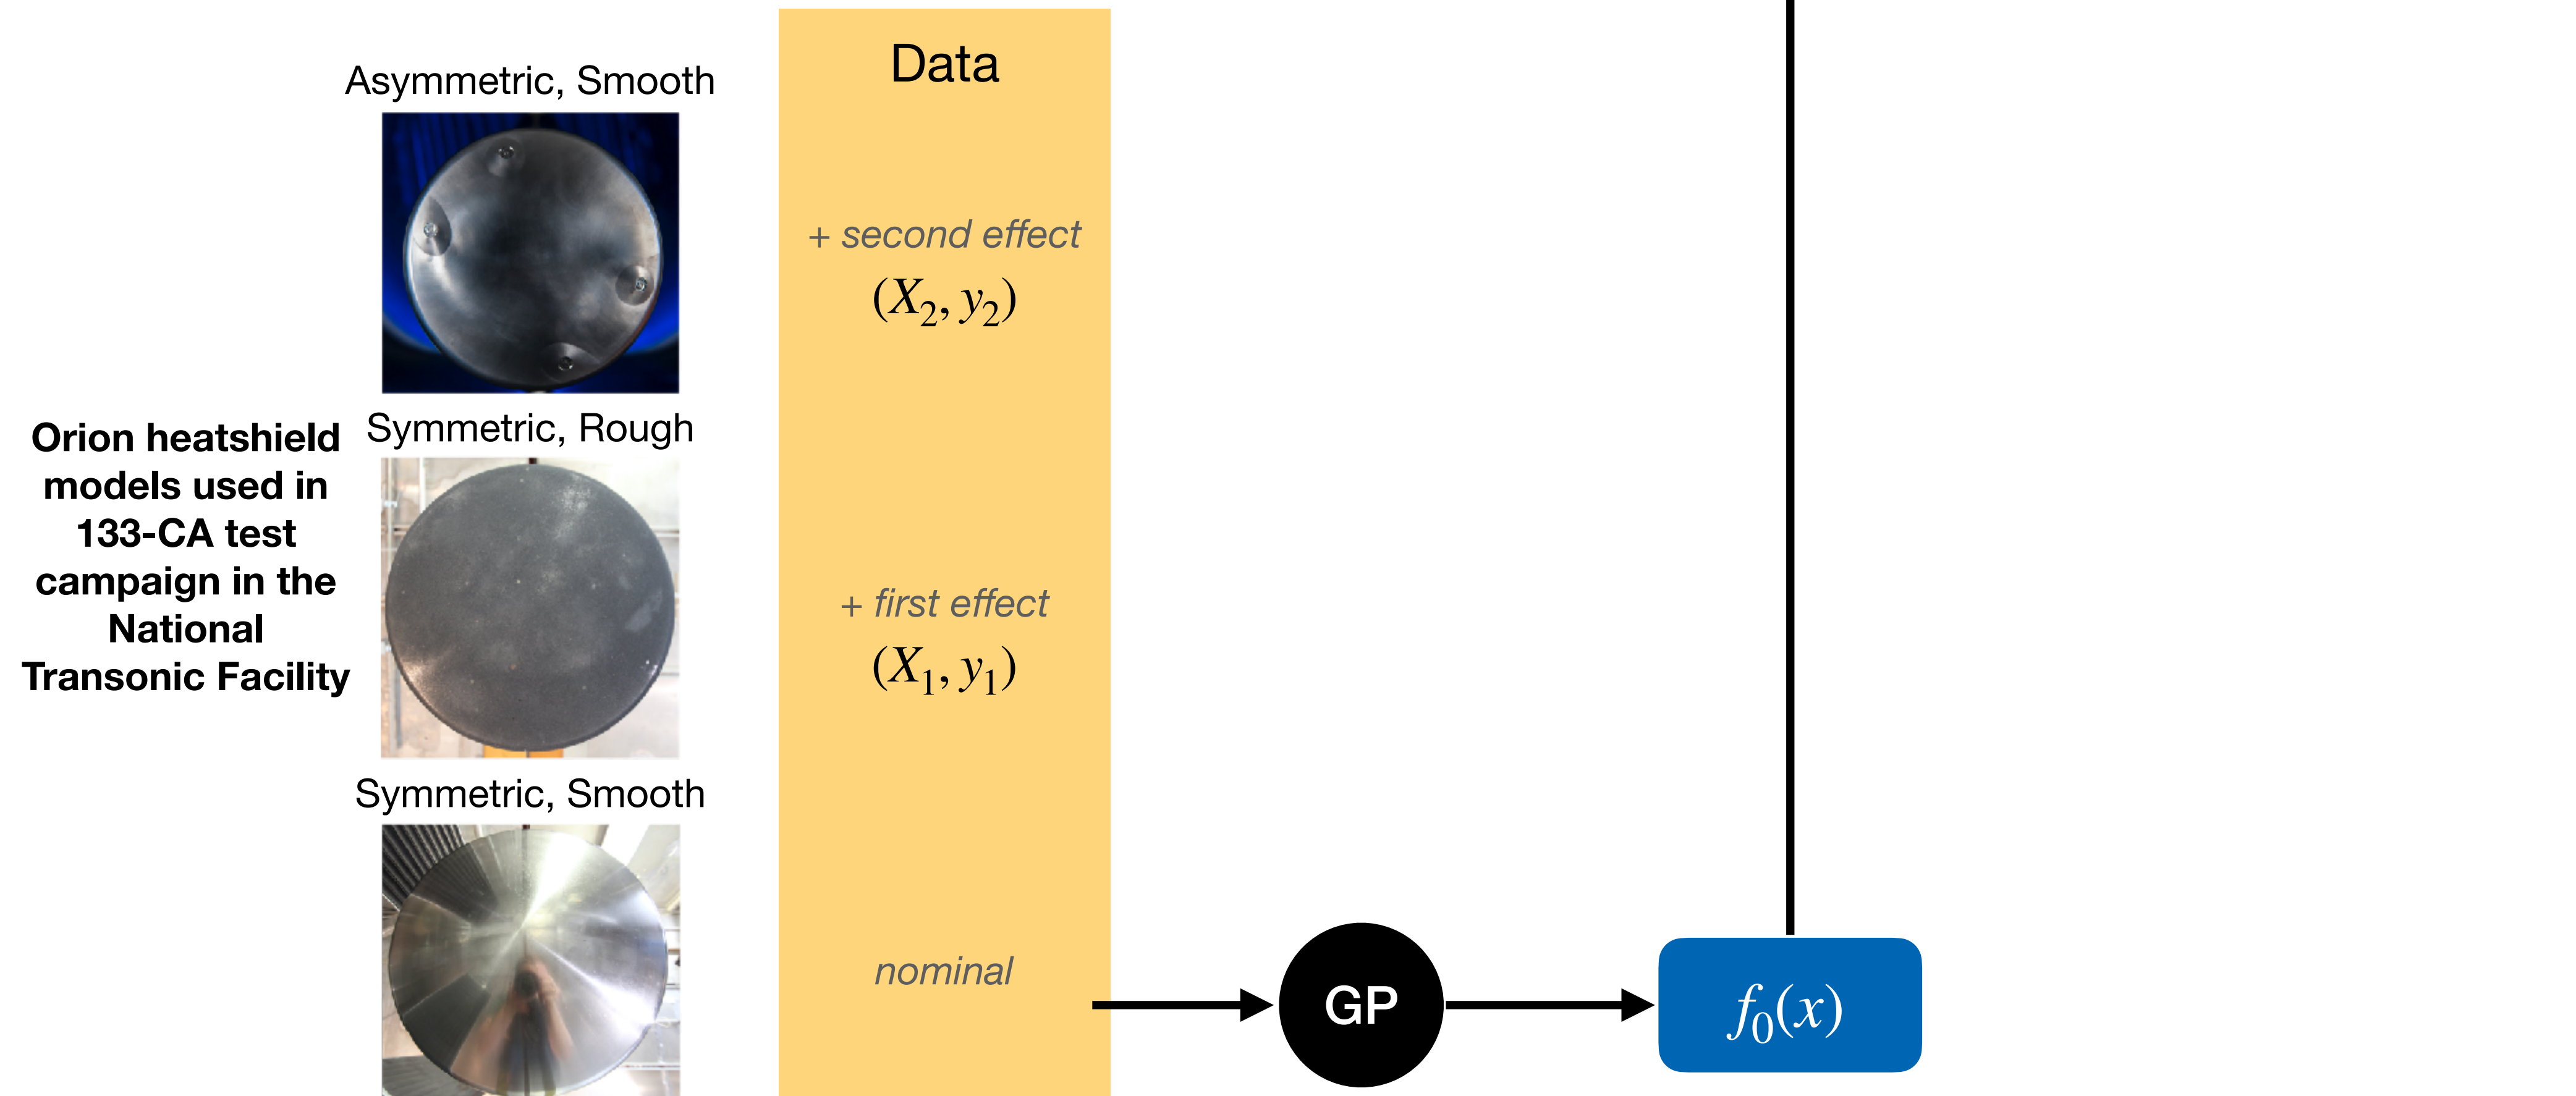 Data
Asymmetric, Smooth
+ second effect
(X₂, y₂)
Orion heatshield
models used in
133-CA test
campaign in the
National
Transonic Facility
Symmetric, Rough
+ first effect
(X₁, y₁)
Symmetric, Smooth
nominal
GP
f₀(x)